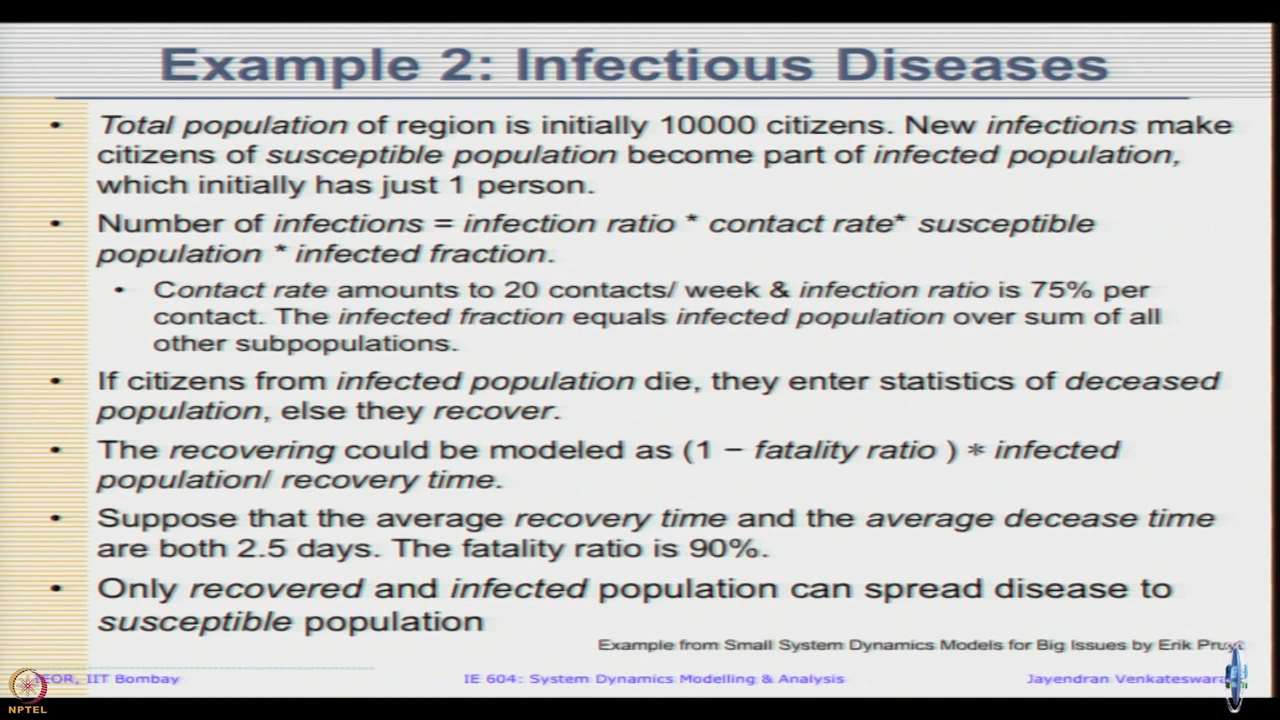 Example 2: Infectious Diseases
• Total population of region is initially 10000 citizens. New infections make
citizens of susceptible population become part of infected population,
which initially has just 1 person.
• Number of infections = infection ratio * contact rate* susceptible
population * infected fraction.
• Contact rate amounts to 20 contacts/ week & infection ratio is 75% per
contact. The infected fraction equals infected population over sum of all
other subpopulations.
• If citizens from infected population die, they enter statistics of deceased
population, else they recover.
• The recovering could be modeled as (1 − fatality ratio ) * infected
population/ recovery time.
• Suppose that the average recovery time and the average decease time
are both 2.5 days. The fatality ratio is 90%.
• Only recovered and infected population can spread disease to
susceptible population
Example from Small System Dynamics Models for Big Issues by Erik
IEOR, IIT Bombay IE 604: System Dynamics Modelling & Analysis Jayendran
NPTEL